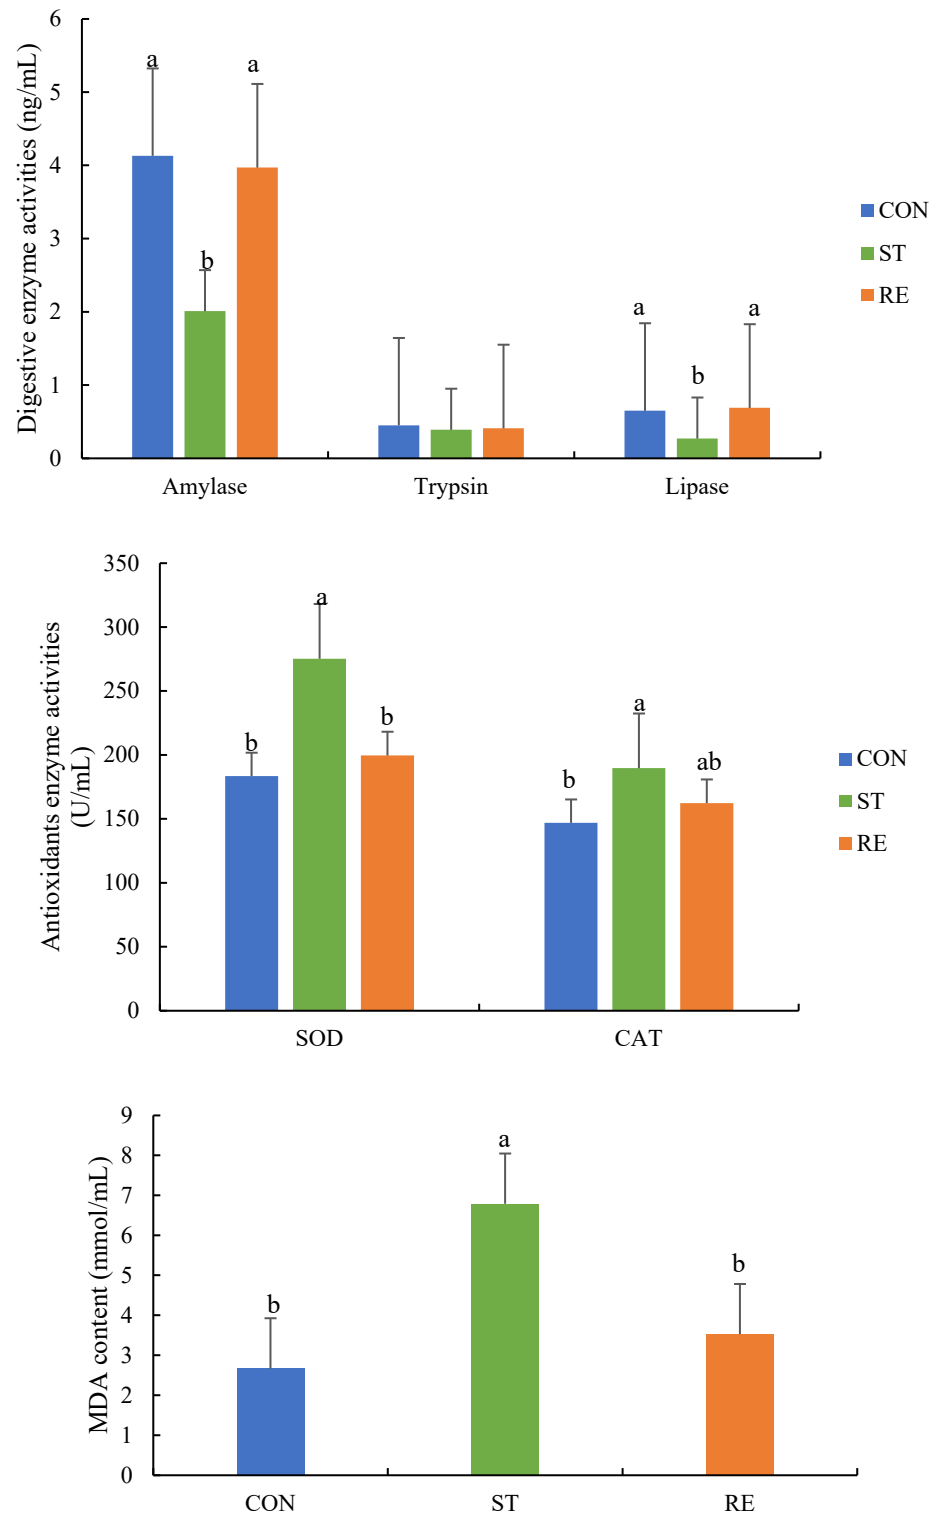 6
5
4
3
2
1
0
Digestive enzyme activities (ng/mL)
a
b
a
a
b
a
Amylase
Trypsin
Lipase
CON
ST
RE
350
300
250
200
150
100
50
0
Antioxidants enzyme activities
(U/mL)
b
a
b
b
a
ab
SOD
CAT
CON
ST
RE
9
8
7
6
5
4
3
2
1
0
MDA content (mmol/mL)
b
a
b
CON
ST
RE